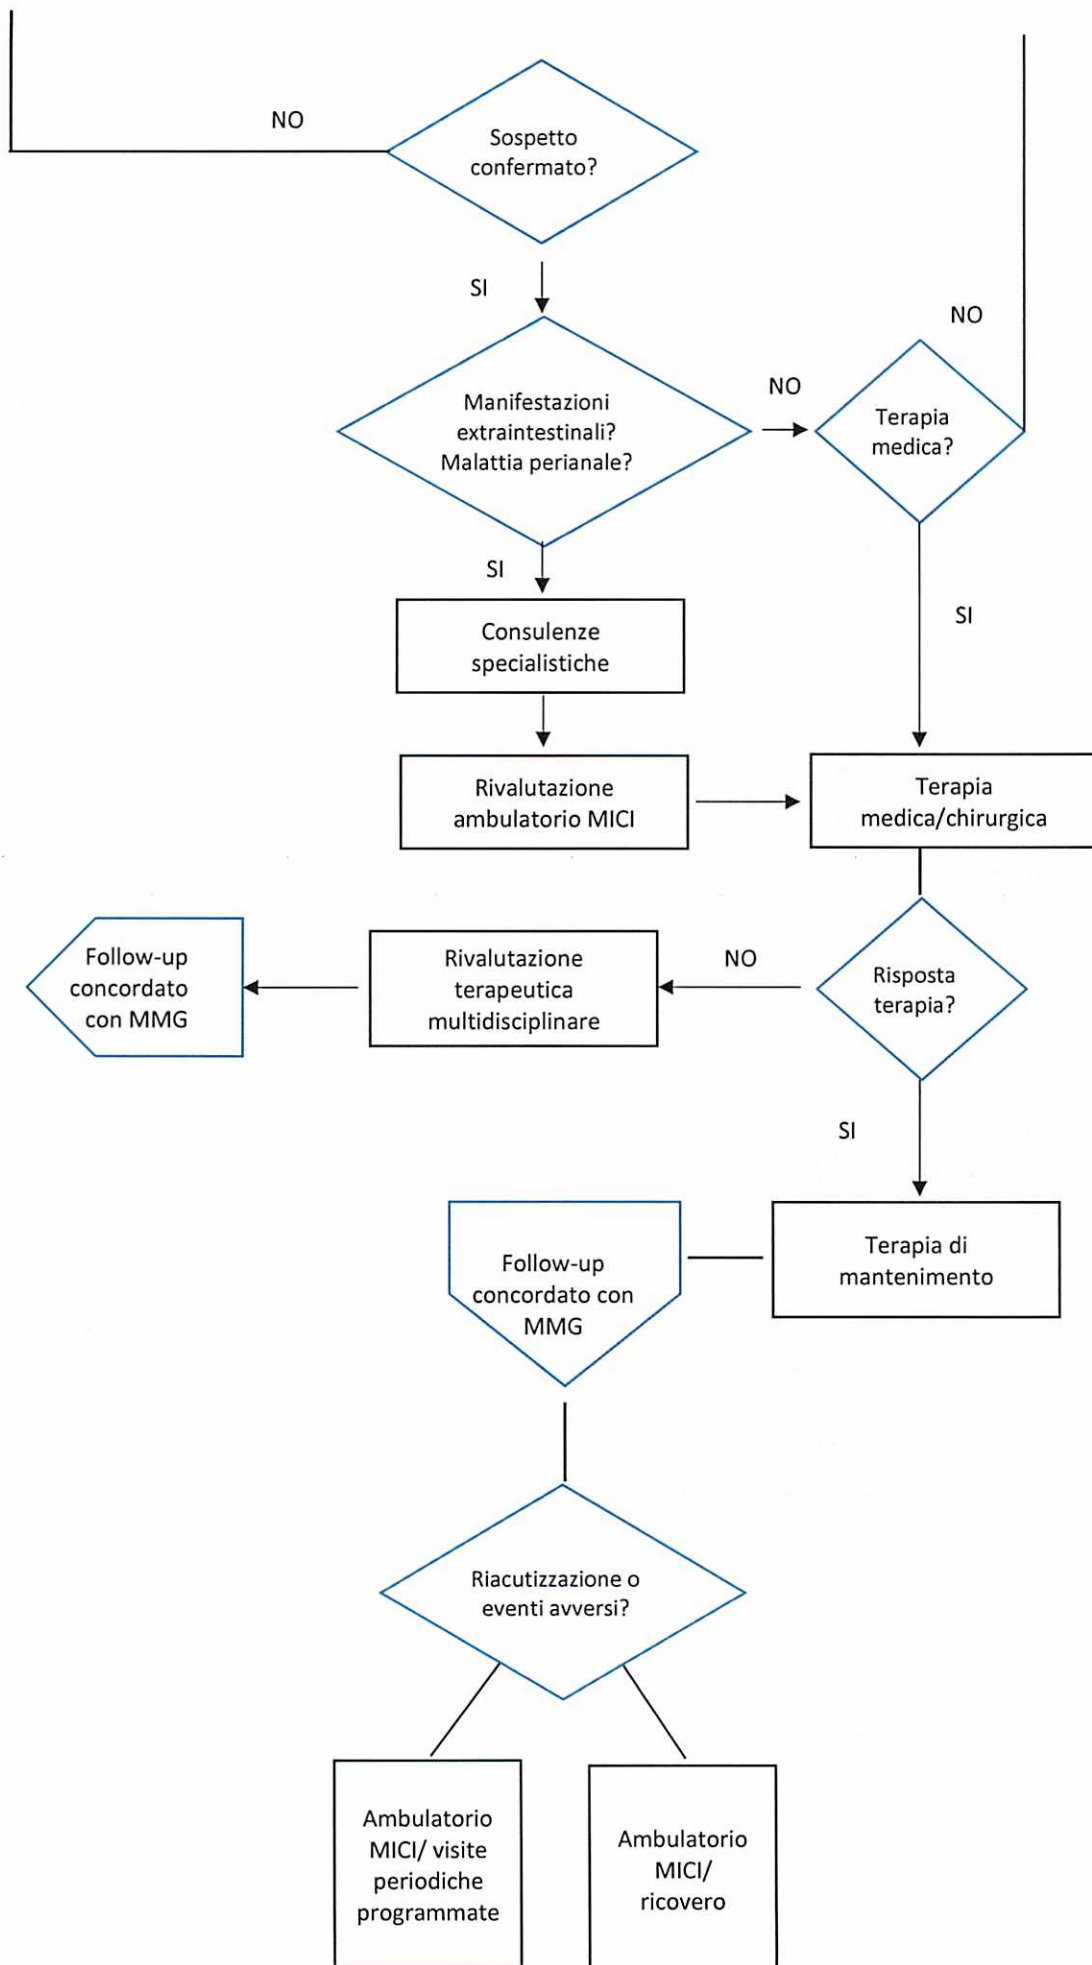 NO
Sospetto
confermato?
SI
NO
Manifestazioni
extraintestinali?
Malattia perianale?
NO
Terapia
medica?
SI
SI
Consulenze
specialistiche
Rivalutazione
ambulatorio MICI
Terapia
medica/chirurgica
Follow-up
concordato
con MMG
Rivalutazione
terapeutica
multidisciplinare
NO
Risposta
terapia?
SI
Follow-up
concordato con
MMG
Terapia di
mantenimento
Riacutizzazione o
eventi avversi?
Ambulatorio
MICI/ visite
periodiche
programmate
Ambulatorio
MICI/
ricovero